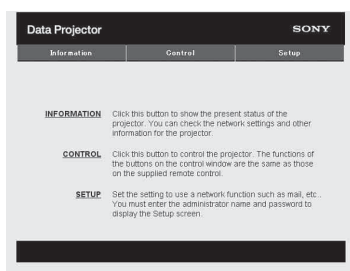 Data Projector SONY
Information Control Setup
INFORMATION Click this button to show the present status of the
projector. You can check the network settings and other
information for the projector.
CONTROL Click this button to control the projector. The functions of
the buttons on the control window are the same as those
on the supplied remote control.
SETUP Set the setting to use a network function such as mail, etc..
You must enter the administrator name and password to
display the Setup screen.